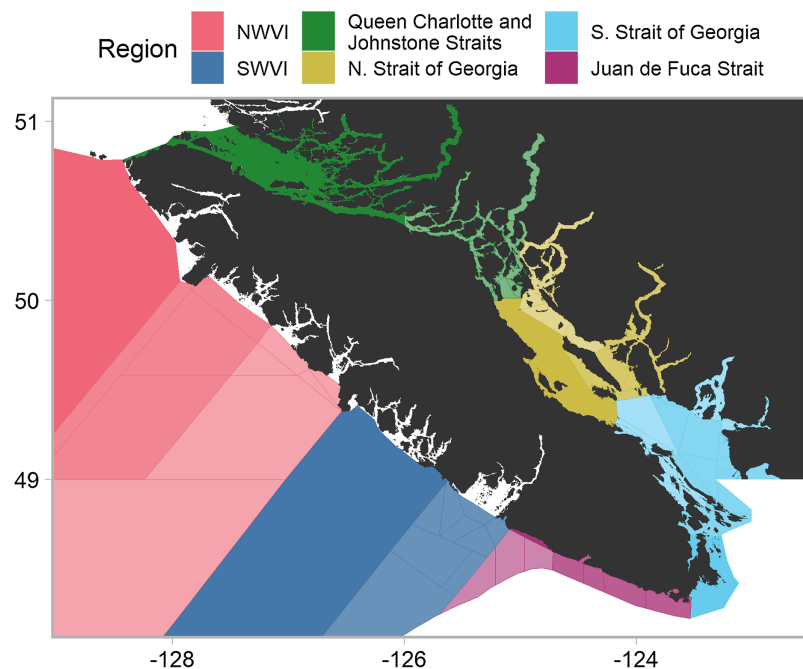 Region
NWVI
SWVI
Queen Charlotte and
Johnstone Straits
N. Strait of Georgia
S. Strait of Georgia
Juan de Fuca Strait
51
50
49
-128
-126
-124